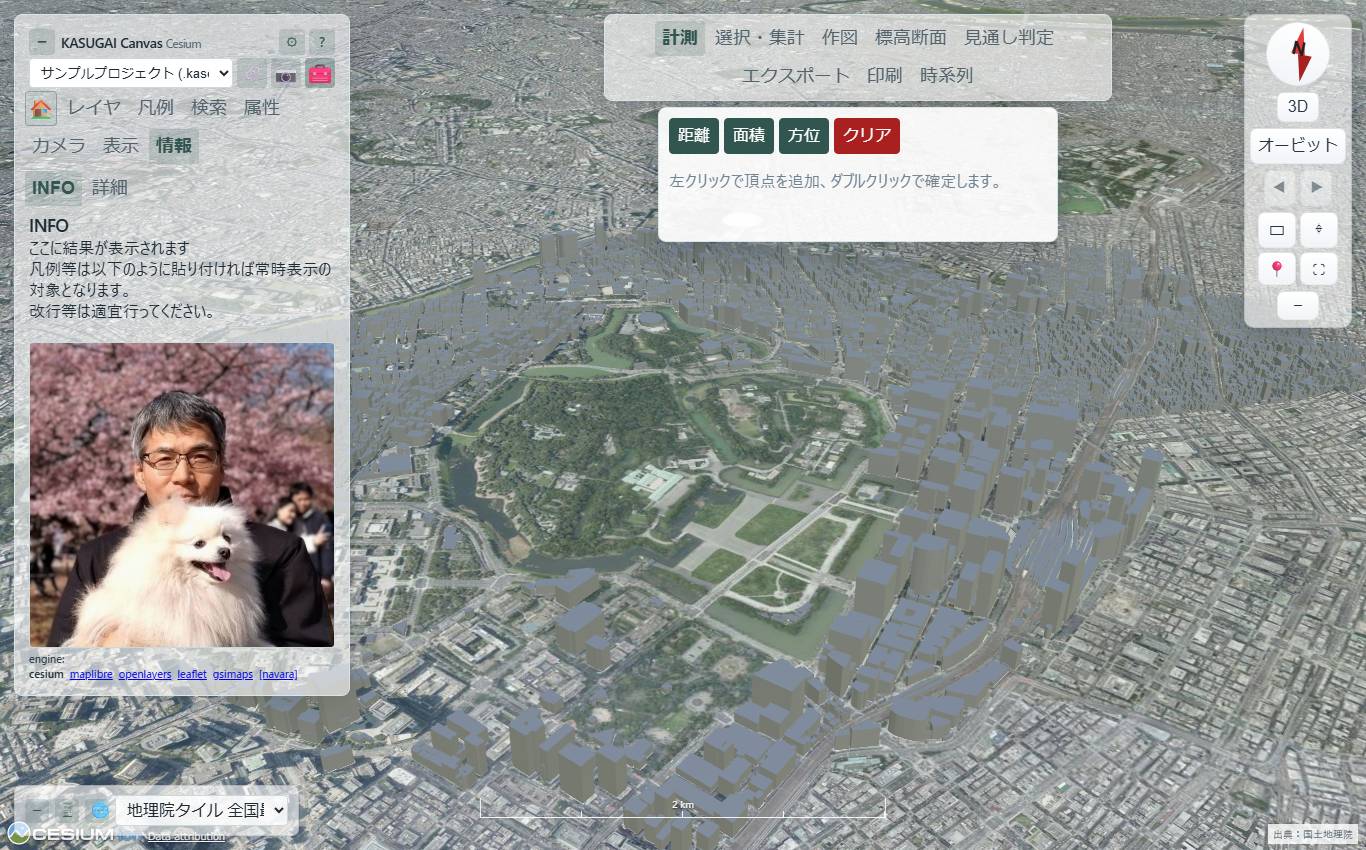 − KASUGAI Canvas Cesium ?
サンプルプロジェクト (.kas
レイヤ 凡例 検索 属性
カメラ 表示 情報
INFO 詳細
INFO
ここに結果が表示されます
凡例等は以下のように貼り付ければ常時表示の
対象となります。
改行等は適宜行ってください。
engine:
cesium maplibre openlayers leaflet gsimaps [navara]
計測 選択・集計 作図 標高断面 見通し判定
エクスポート 印刷 時系列
距離 面積 方位 クリア
左クリックで頂点を追加、ダブルクリックで確定します。
N
3D
オービット
−
2 km
− 地理院タイル 全国
CESIUM ion Data attribution
出典：国土地理院